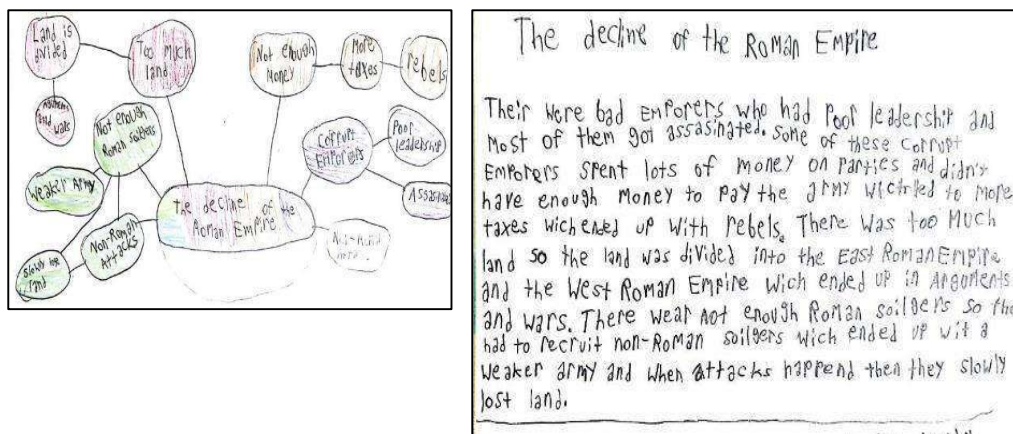 Land is
divided
Too Much
land
Arguments
and wars
Not enough
Roman soilders
Weaker Army
Non-Roman
Attacks
Slowly lose
land
The decline of the
Roman Empire
Not enough
Money
More
taxes
rebels
Corrupt
Emporers
Poor
leadership
The decline of the Roman Empire
Their Were bad Emporers who had Poor leadership and
Most of them got assasinated. Some of these corrupt
Emporers spent lots of money on Parties and didn't
have enough Money to Pay the army wich led to more
taxes wich ended up with rebels. There Was too Much
land so the land was divided into the East Roman Empire
and the West Roman Empire wich ended up in Argoments
and wars. There wear not enough Roman soilgers so the
had to recruit non-Roman soilgers wich ended up wit a
weaker army and when attacks happend then they slowly
lost land.